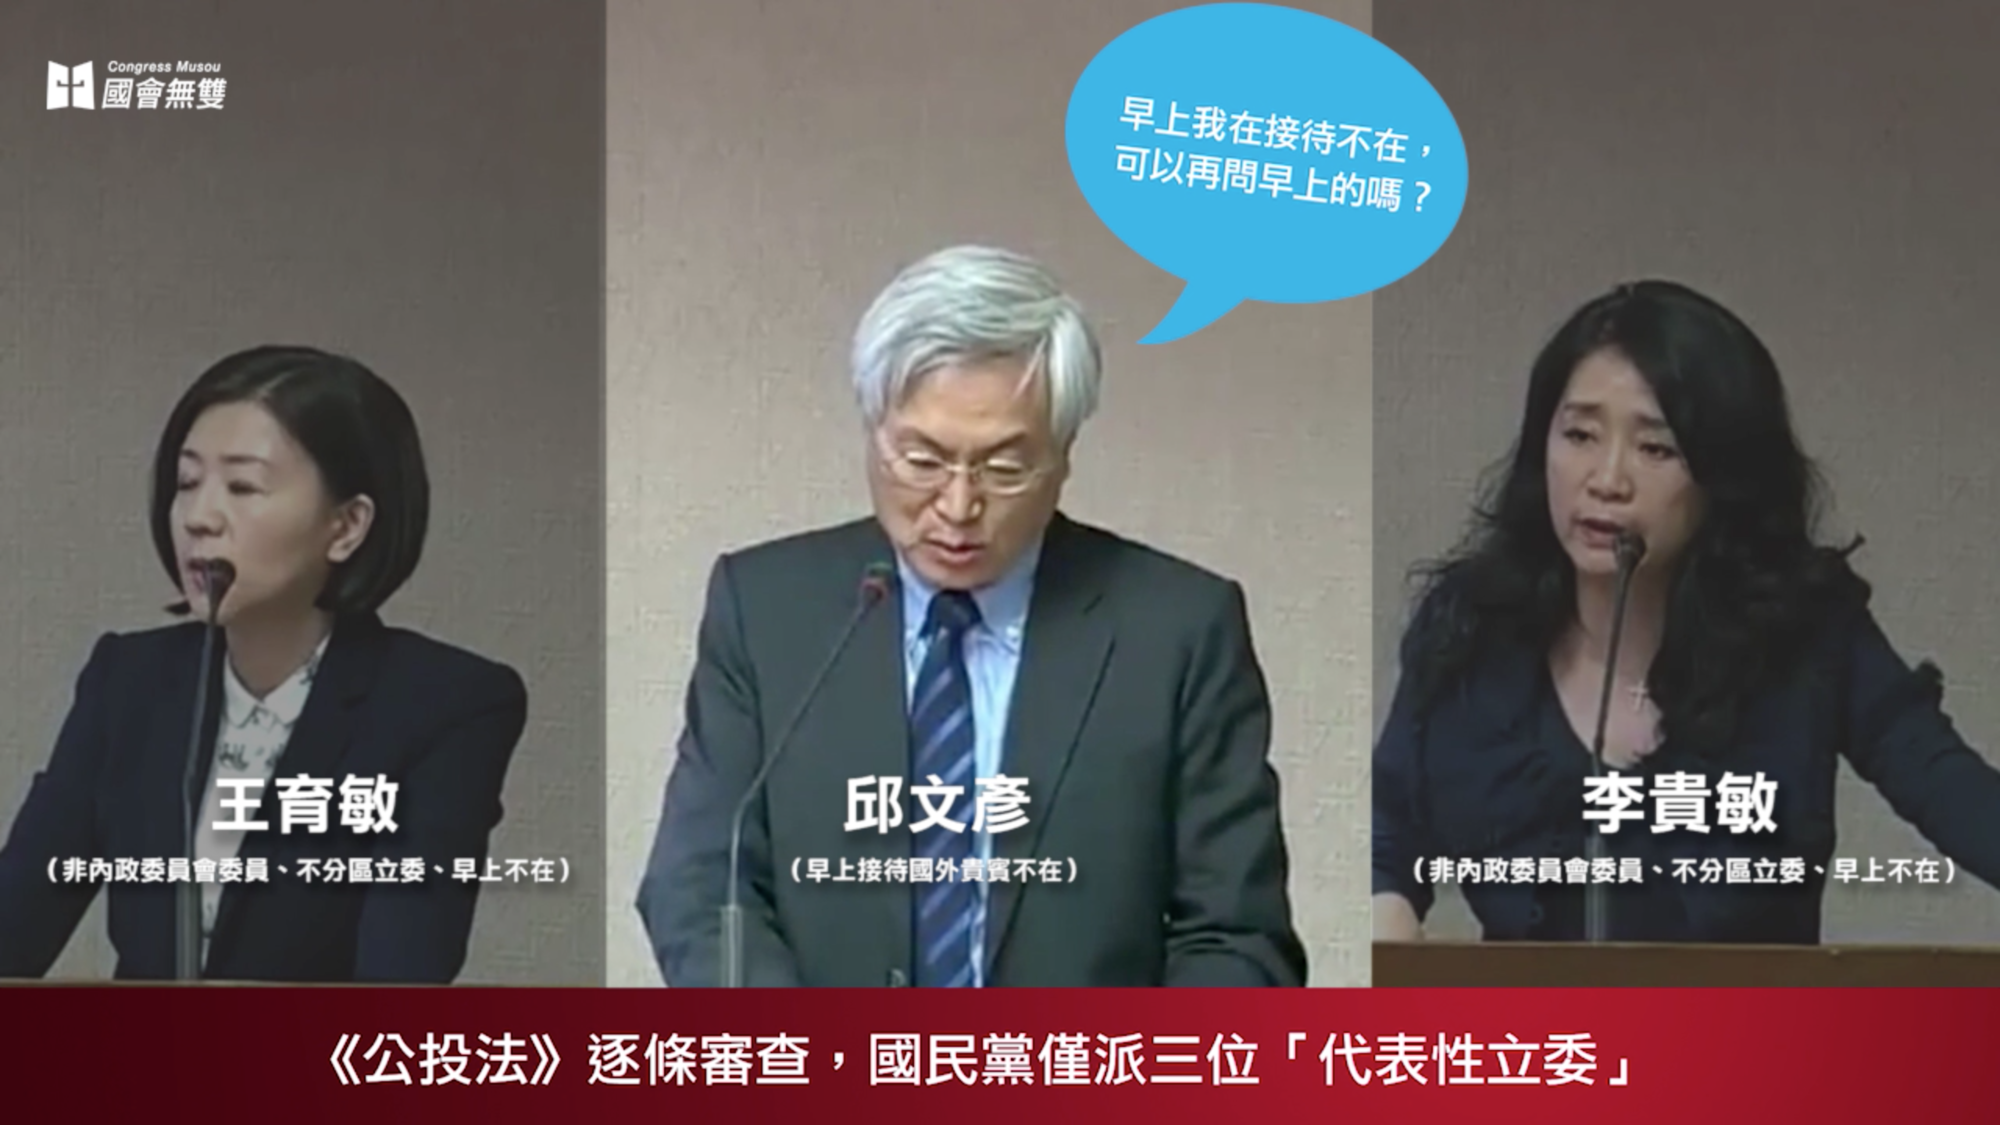 Congress Musou
國會無雙
早上我在接待不在，
可以再問早上的嗎？
王育敏
（非內政委員會委員、不分區立委、早上不在）
邱文彥
（早上接待國外貴賓不在）
李貴敏
（非內政委員會委員、不分區立委、早上不在）
《公投法》逐條審查，國民黨僅派三位「代表性立委」